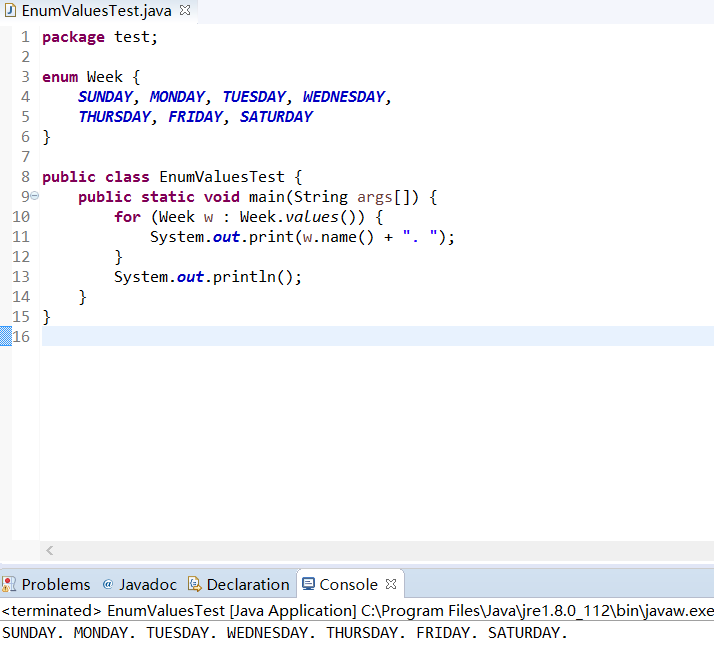 EnumValuesTest.java
1 package test;
2
3 enum Week {
4     SUNDAY, MONDAY, TUESDAY, WEDNESDAY,
5     THURSDAY, FRIDAY, SATURDAY
6 }
7
8 public class EnumValuesTest {
9     public static void main(String args[]) {
10         for (Week w : Week.values()) {
11             System.out.print(w.name() + ". ");
12         }
13         System.out.println();
14     }
15 }
16
Problems @ Javadoc Declaration Console
<terminated> EnumValuesTest [Java Application] C:\Program Files\Java\jre1.8.0_112\bin\javaw.exe
SUNDAY. MONDAY. TUESDAY. WEDNESDAY. THURSDAY. FRIDAY. SATURDAY.